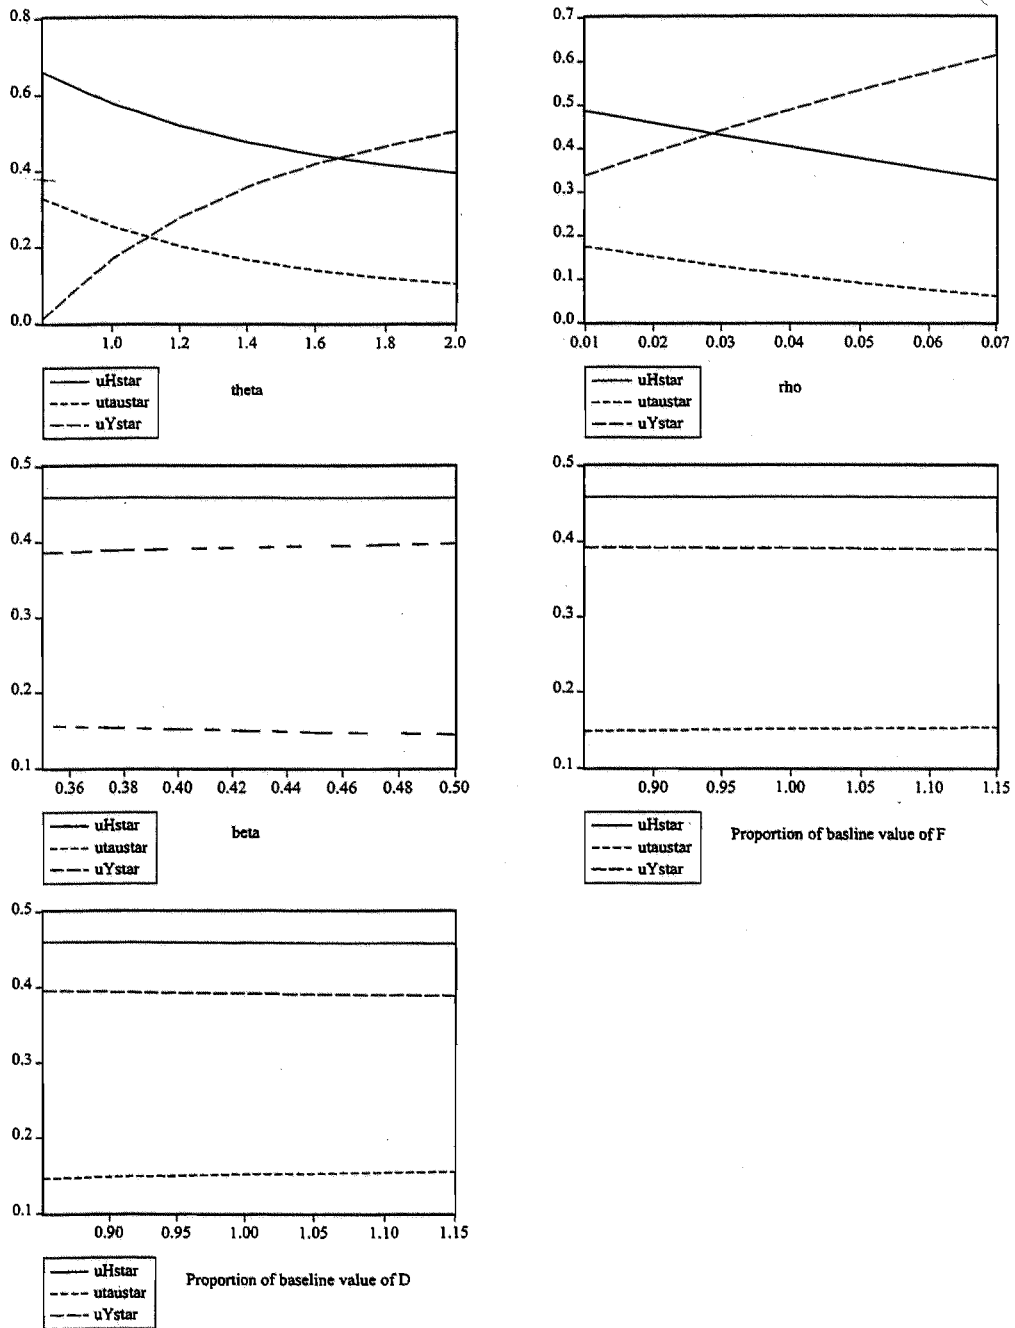 0.8
0.6
0.4
0.2
0.0
1.0 1.2 1.4 1.6 1.8 2.0
uHstar
utaustar
uYstar
theta
0.7
0.6
0.5
0.4
0.3
0.2
0.1
0.0
0.01 0.02 0.03 0.04 0.05 0.06 0.07
uHstar
utaustar
uYstar
rho
0.5
0.4
0.3
0.2
0.1
0.36 0.38 0.40 0.42 0.44 0.46 0.48 0.50
uHstar
utaustar
uYstar
beta
0.5
0.4
0.3
0.2
0.1
0.90 0.95 1.00 1.05 1.10 1.15
uHstar
utaustar
uYstar
Proportion of basline value of F
0.5
0.4
0.3
0.2
0.1
0.90 0.95 1.00 1.05 1.10 1.15
uHstar
utaustar
uYstar
Proportion of baseline value of D